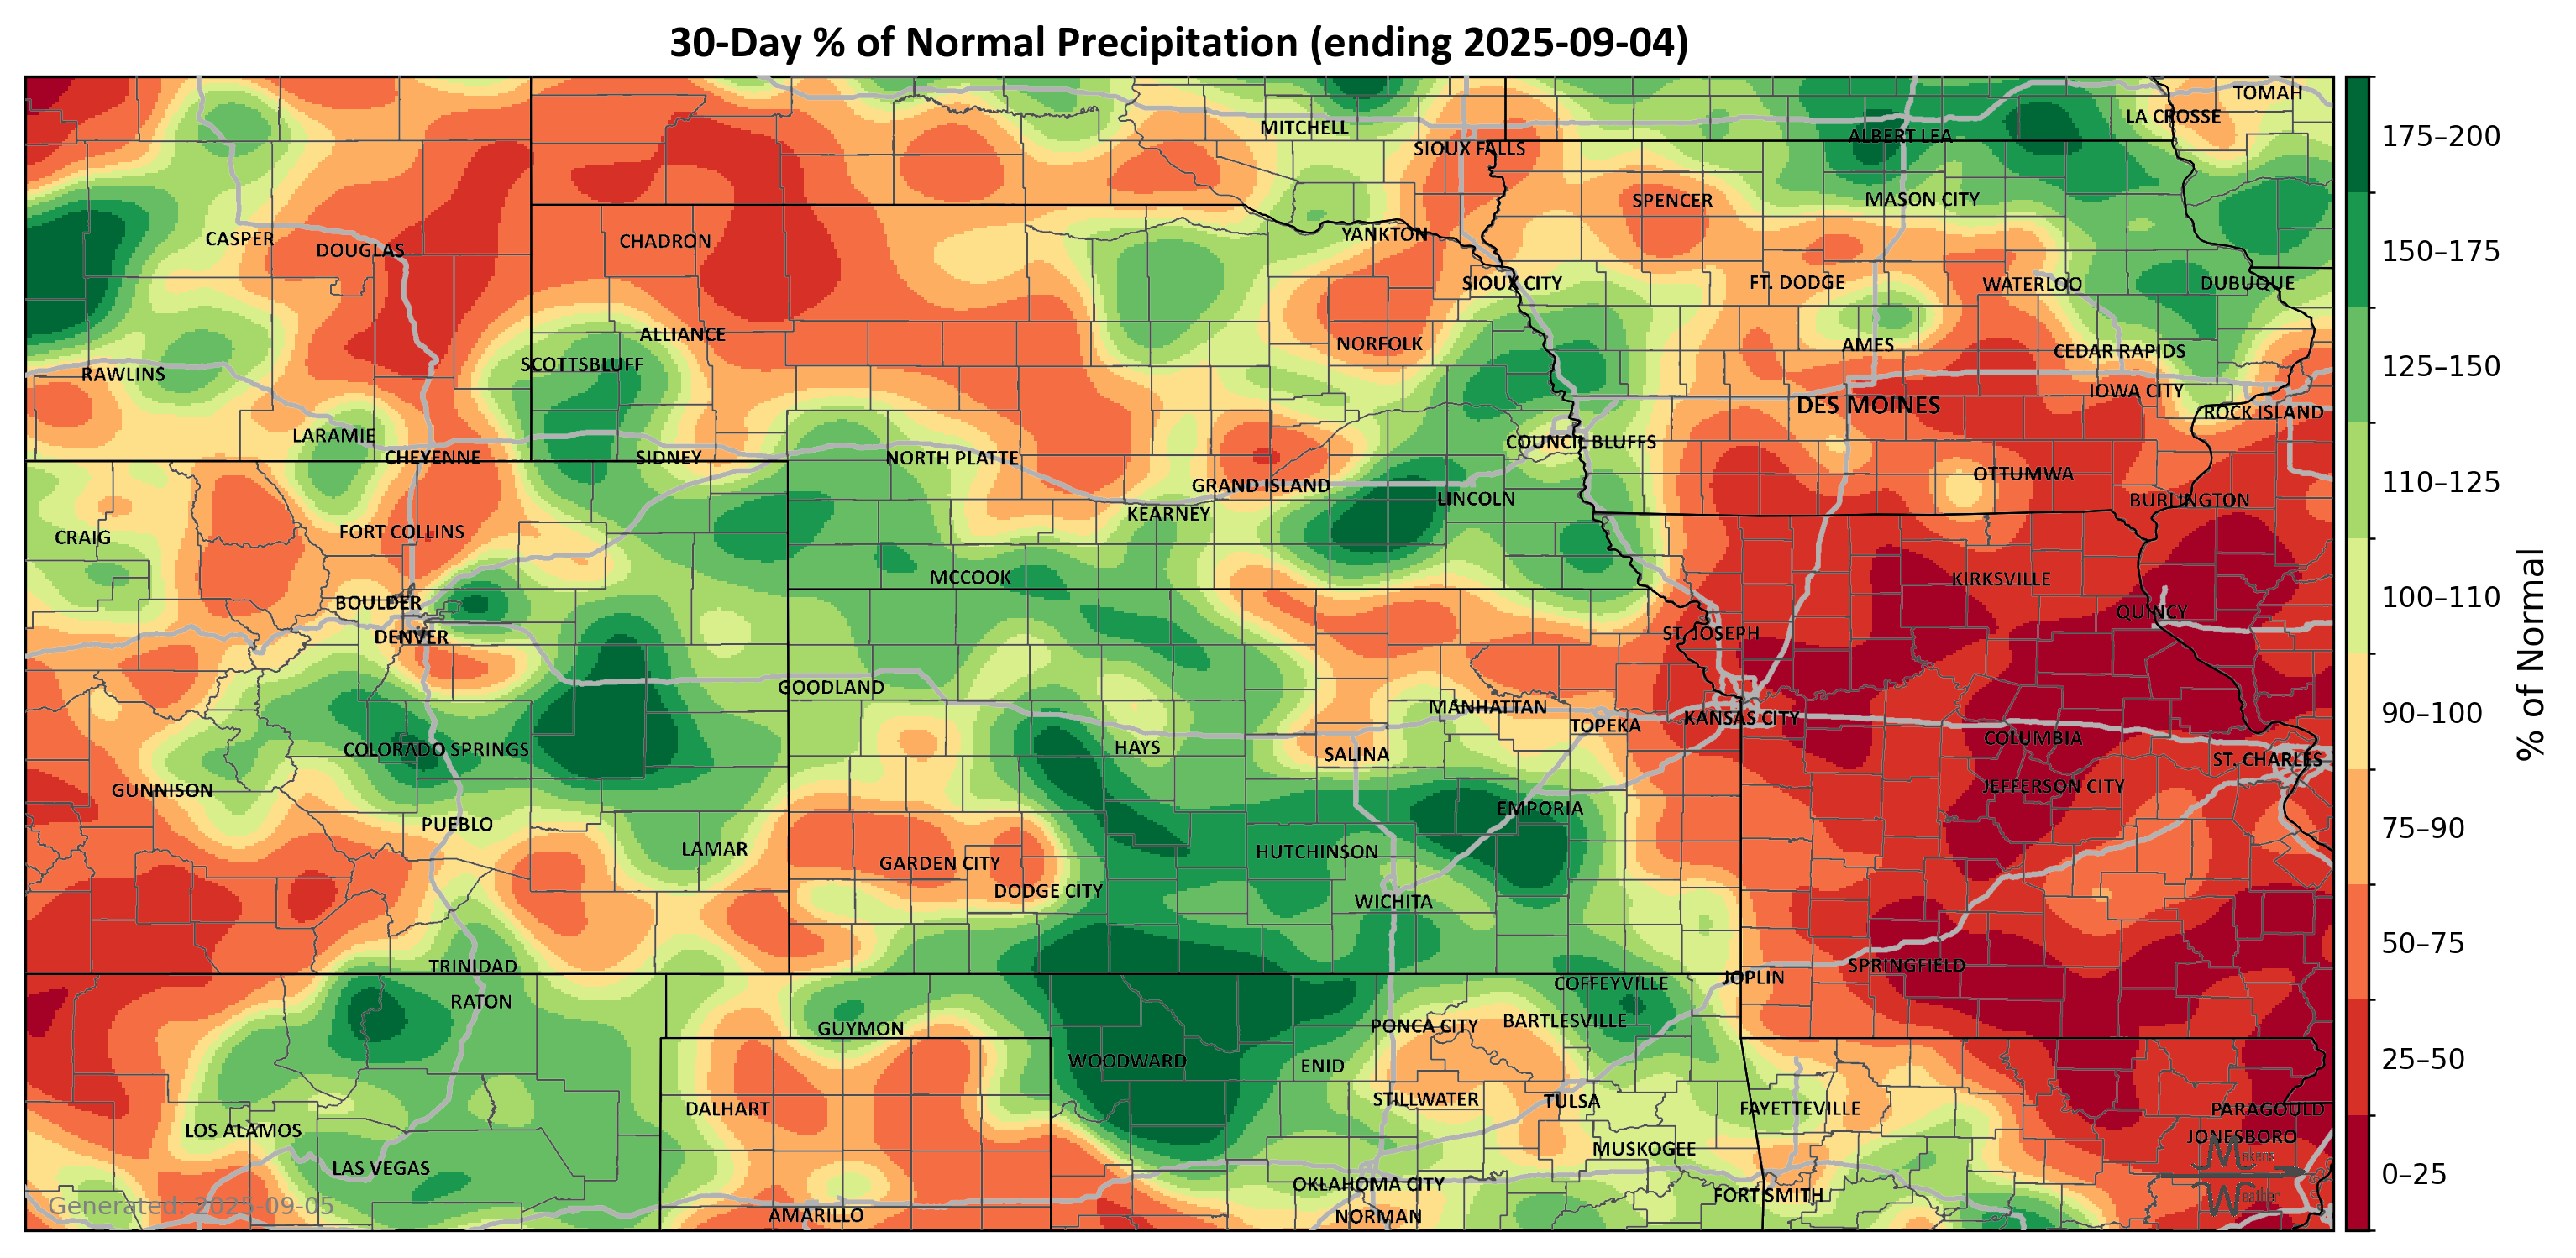 30-Day % of Normal Precipitation (ending 2025-09-04)
TOMAH
LA CROSSE
MITCHELL
ALBERT LEA
SIOUX FALLS
SPENCER
MASON CITY
YANKTON
CASPER
DOUGLAS
CHADRON
SIOUX CITY
FT. DODGE
WATERLOO
DUBUQUE
ALLIANCE
NORFOLK
AMES
CEDAR RAPIDS
SCOTTSBLUFF
RAWLINS
IOWA CITY
DES MOINES
ROCK ISLAND
LARAMIE
COUNCIL BLUFFS
CHEYENNE
SIDNEY
NORTH PLATTE
OTTUMWA
GRAND ISLAND
LINCOLN
BURLINGTON
KEARNEY
FORT COLLINS
CRAIG
MCCOOK
KIRKSVILLE
BOULDER
QUINCY
DENVER
ST. JOSEPH
GOODLAND
MANHATTAN
KANSAS CITY
TOPEKA
COLUMBIA
COLORADO SPRINGS
HAYS
SALINA
ST. CHARLES
GUNNISON
JEFFERSON CITY
EMPORIA
PUEBLO
LAMAR
HUTCHINSON
GARDEN CITY
DODGE CITY
WICHITA
TRINIDAD
SPRINGFIELD
JOPLIN
COFFEYVILLE
RATON
GUYMON
PONCA CITY
BARTLESVILLE
WOODWARD
ENID
STILLWATER
TULSA
DALHART
FAYETTEVILLE
PARAGOULD
LOS ALAMOS
JONESBORO
MUSKOGEE
LAS VEGAS
OKLAHOMA CITY
FORT SMITH
AMARILLO
NORMAN
Generated: 2025-09-05
Makens
Weather
175–200
150–175
125–150
110–125
100–110
90–100
75–90
50–75
25–50
0–25
% of Normal